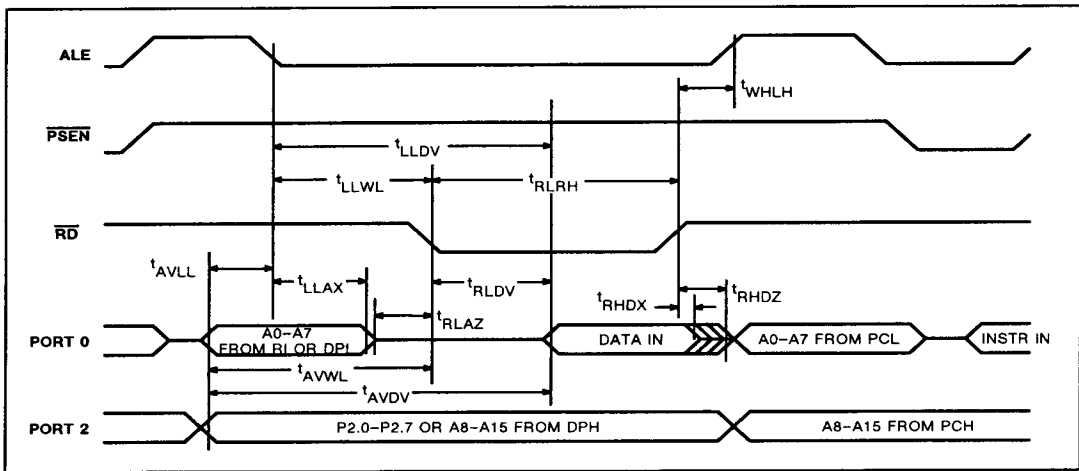 ALE
tWHLH
PSEN
tLLDV
tLLWL
tRLRH
RD
tAVLL
tLLAX
tRLDV
tRHDX
tRHDZ
tRLAZ
PORT 0
A0–A7
FROM RI OR DPL
DATA IN
A0–A7 FROM PCL
INSTR IN
tAVWL
tAVDV
PORT 2
P2.0–P2.7 OR A8–A15 FROM DPH
A8–A15 FROM PCH